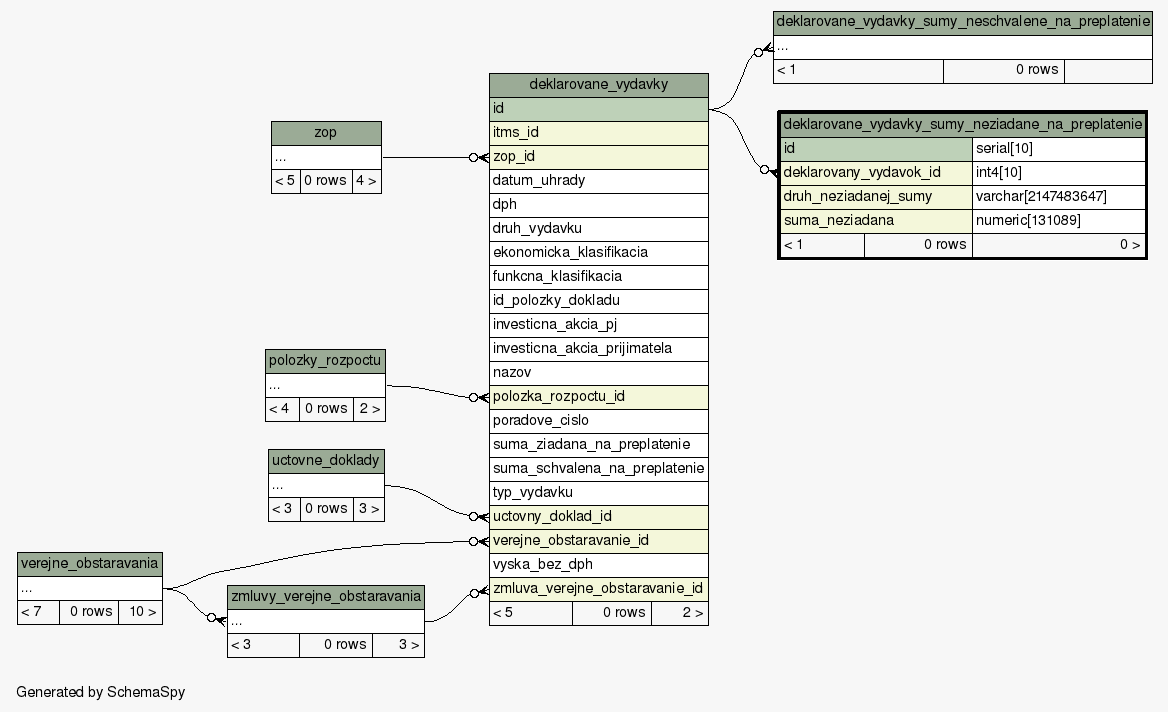 deklarovane_vydavky_sumy_neschvalene_na_preplatenie
...
< 1 0 rows
deklarovane_vydavky
id
itms_id
zop_id
datum_uhrady
dph
druh_vydavku
ekonomicka_klasifikacia
funkcna_klasifikacia
id_polozky_dokladu
investicna_akcia_pj
investicna_akcia_prijimatela
nazov
polozka_rozpoctu_id
poradove_cislo
suma_ziadana_na_preplatenie
suma_schvalena_na_preplatenie
typ_vydavku
uctovny_doklad_id
verejne_obstaravanie_id
vyska_bez_dph
zmluva_verejne_obstaravanie_id
< 5 0 rows 2 >
deklarovane_vydavky_sumy_neziadane_na_preplatenie
id serial[10]
deklarovany_vydavok_id int4[10]
druh_neziadanej_sumy varchar[2147483647]
suma_neziadana numeric[131089]
< 1 0 rows 0 >
zop
...
< 5 0 rows 4 >
polozky_rozpoctu
...
< 4 0 rows 2 >
uctovne_doklady
...
< 3 0 rows 3 >
verejne_obstaravania
...
< 7 0 rows 10 >
zmluvy_verejne_obstaravania
...
< 3 0 rows 3 >
Generated by SchemaSpy